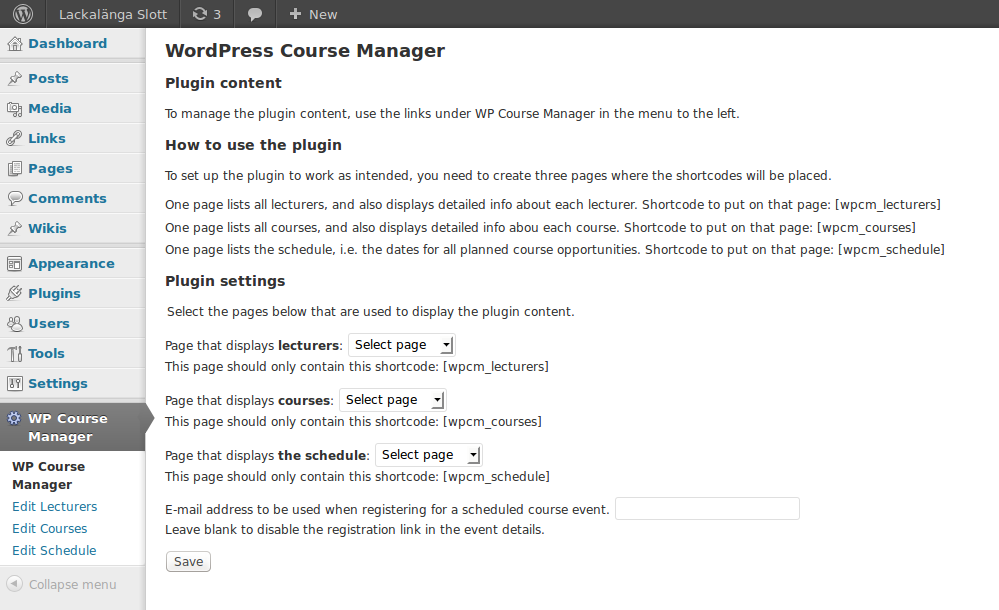 Lackalänga Slott 3 New
Dashboard
Posts
Media
Links
Pages
Comments
Wikis
Appearance
Plugins
Users
Tools
Settings
WP Course
Manager
WP Course
Manager
Edit Lecturers
Edit Courses
Edit Schedule
Collapse menu
WordPress Course Manager
Plugin content
To manage the plugin content, use the links under WP Course Manager in the menu to the left.
How to use the plugin
To set up the plugin to work as intended, you need to create three pages where the shortcodes will be placed.
One page lists all lecturers, and also displays detailed info about each lecturer. Shortcode to put on that page: [wpcm_lecturers]
One page lists all courses, and also displays detailed info abou each course. Shortcode to put on that page: [wpcm_courses]
One page lists the schedule, i.e. the dates for all planned course opportunities. Shortcode to put on that page: [wpcm_schedule]
Plugin settings
Select the pages below that are used to display the plugin content.
Page that displays lecturers: Select page
This page should only contain this shortcode: [wpcm_lecturers]
Page that displays courses: Select page
This page should only contain this shortcode: [wpcm_courses]
Page that displays the schedule: Select page
This page should only contain this shortcode: [wpcm_schedule]
E-mail address to be used when registering for a scheduled course event.
Leave blank to disable the registration link in the event details.
Save